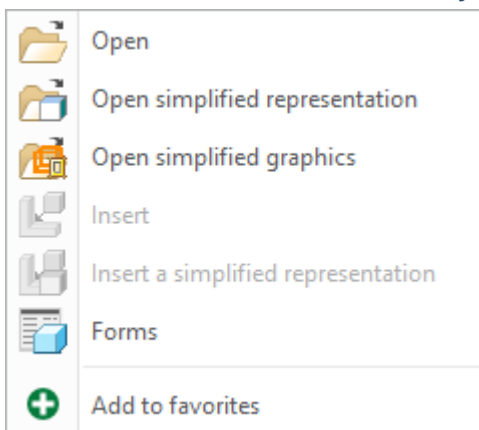 Open
Open simplified representation
Open simplified graphics
Insert
Insert a simplified representation
Forms
Add to favorites